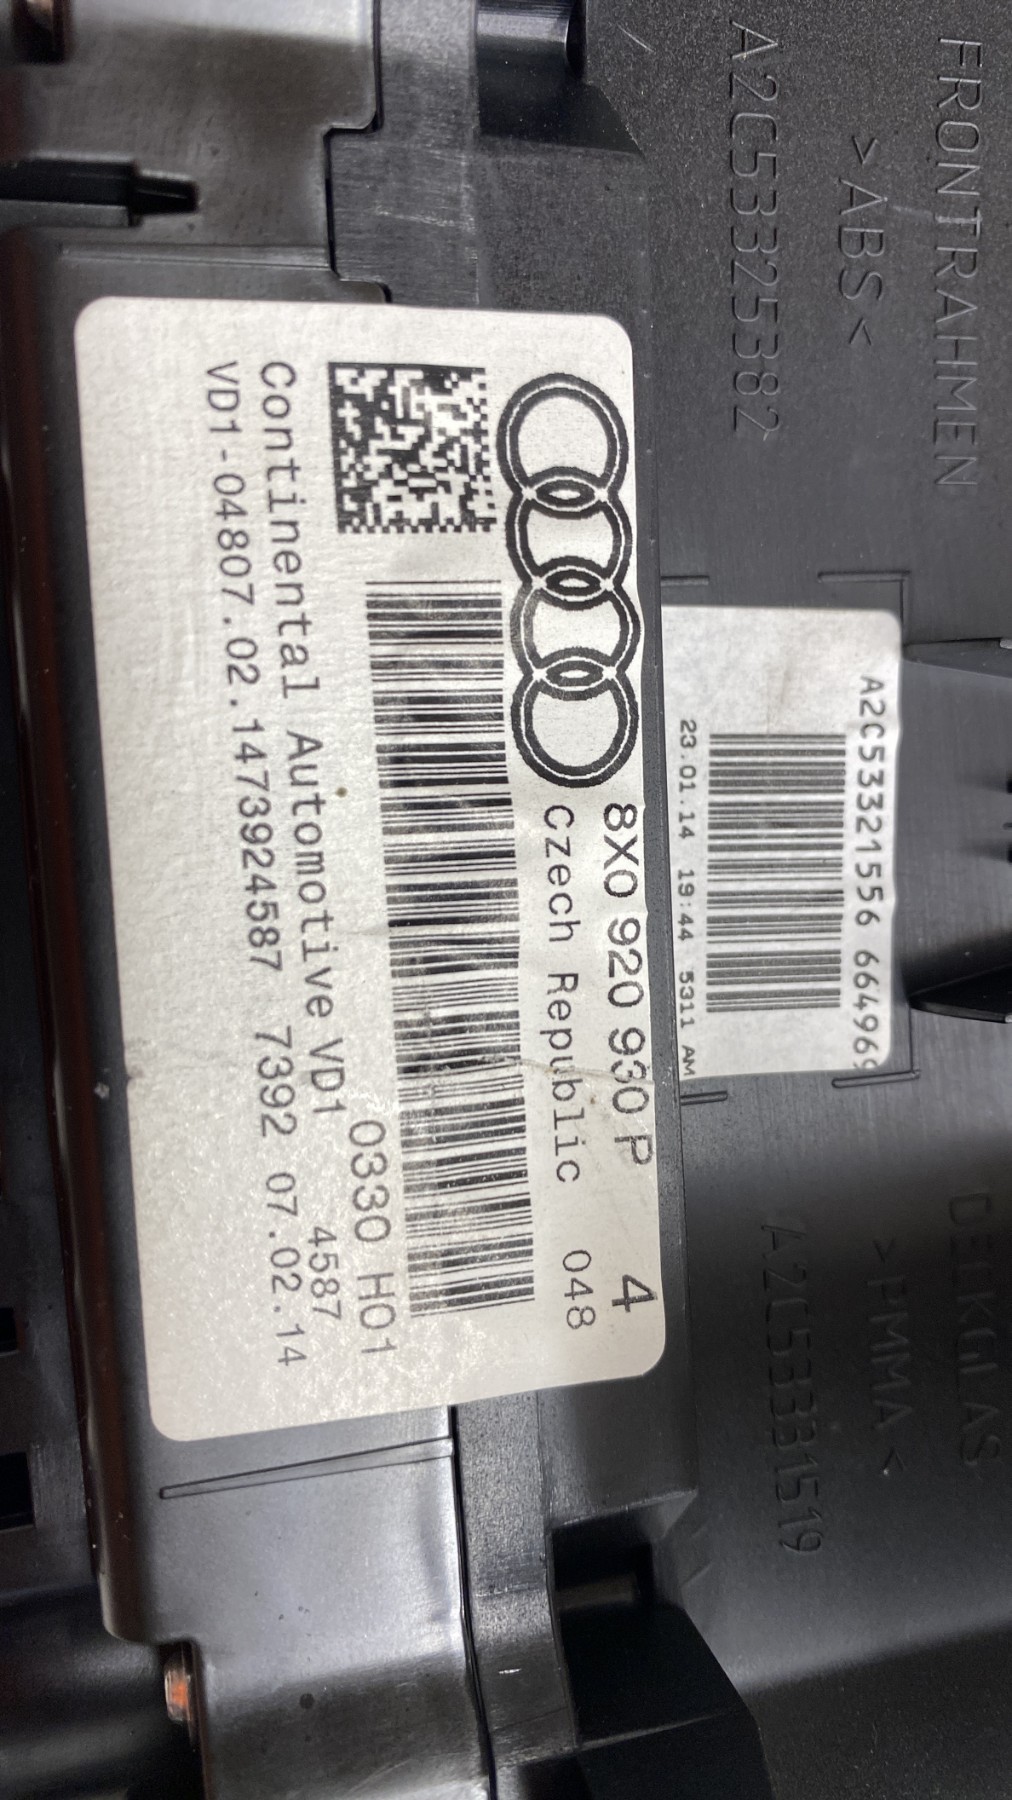 FRONTRAHMEN
>ABS<
A2C53325382
A2C53321556 66496
23.01.14 19:44 5311 AM
DECKGLAS
>PMMA<
A2C53331519
8X0 920 930 P 4
Czech Republic 048
0330 H01
Continental Automotive VD1 4587
VD1-04807.02.1473924587 7392 07.02.14